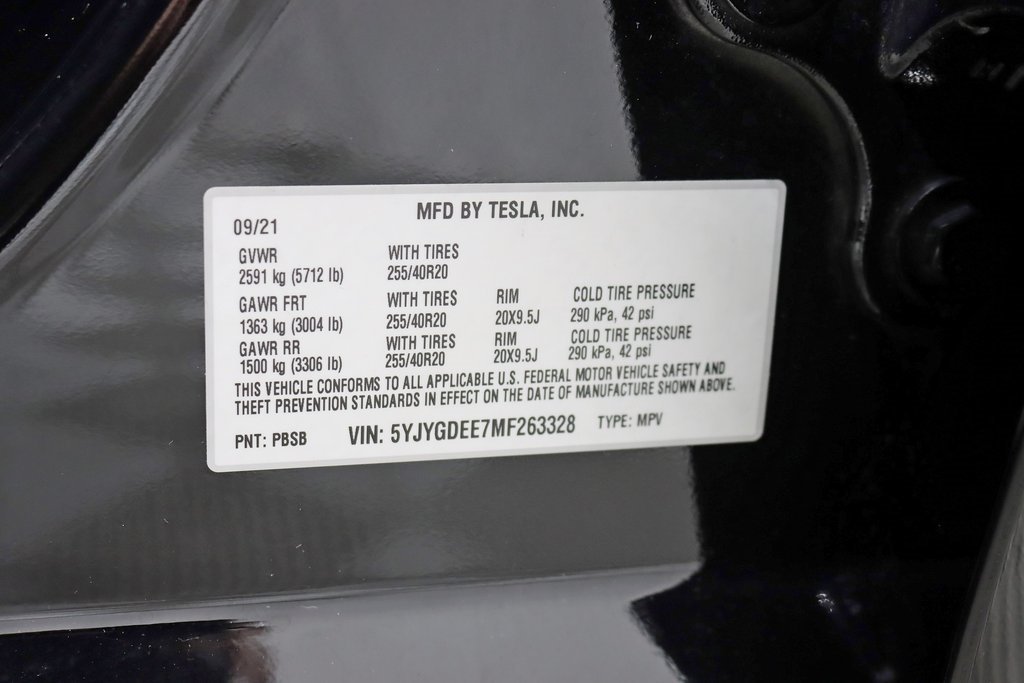 MFD BY TESLA, INC.
09/21
GVWR WITH TIRES
2591 kg (5712 lb) 255/40R20
GAWR FRT WITH TIRES RIM COLD TIRE PRESSURE
1363 kg (3004 lb) 255/40R20 20X9.5J 290 kPa, 42 psi
GAWR RR WITH TIRES RIM COLD TIRE PRESSURE
1500 kg (3306 lb) 255/40R20 20X9.5J 290 kPa, 42 psi
THIS VEHICLE CONFORMS TO ALL APPLICABLE U.S. FEDERAL MOTOR VEHICLE SAFETY AND
THEFT PREVENTION STANDARDS IN EFFECT ON THE DATE OF MANUFACTURE SHOWN ABOVE.
PNT: PBSB VIN: 5YJYGDEE7MF263328 TYPE: MPV